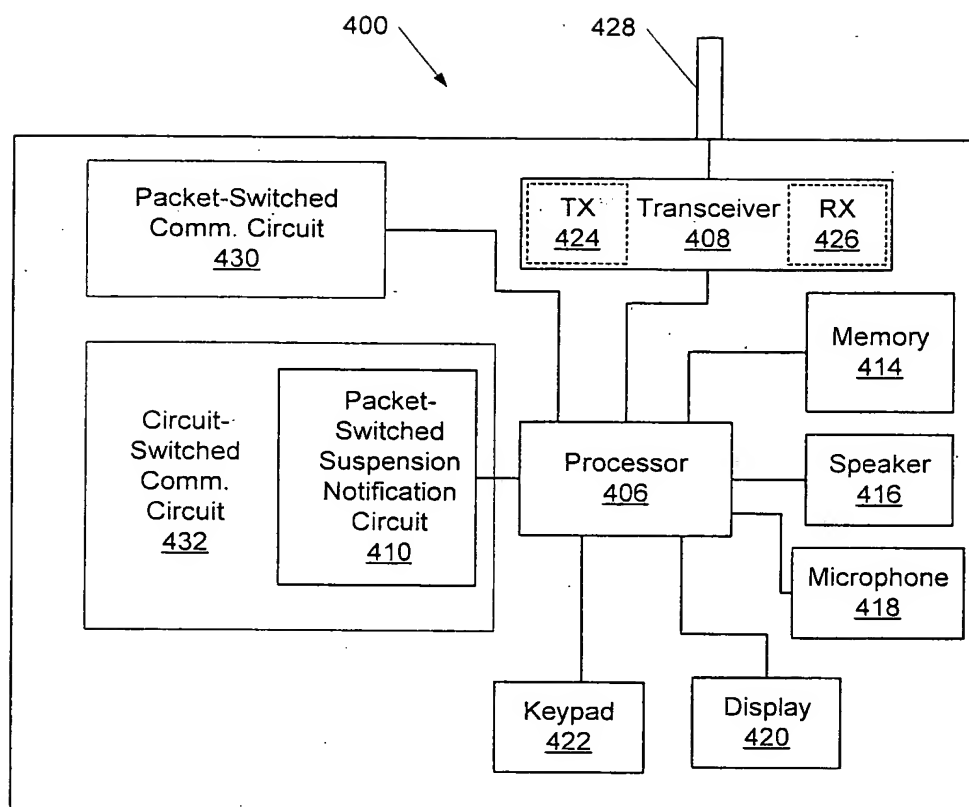 400
428
Packet-Switched
Comm. Circuit
430
TX
424
Transceiver
408
RX
426
Memory
414
Circuit-
Switched
Comm.
Circuit
432
Packet-
Switched
Suspension
Notification
Circuit
410
Processor
406
Speaker
416
Microphone
418
Keypad
422
Display
420